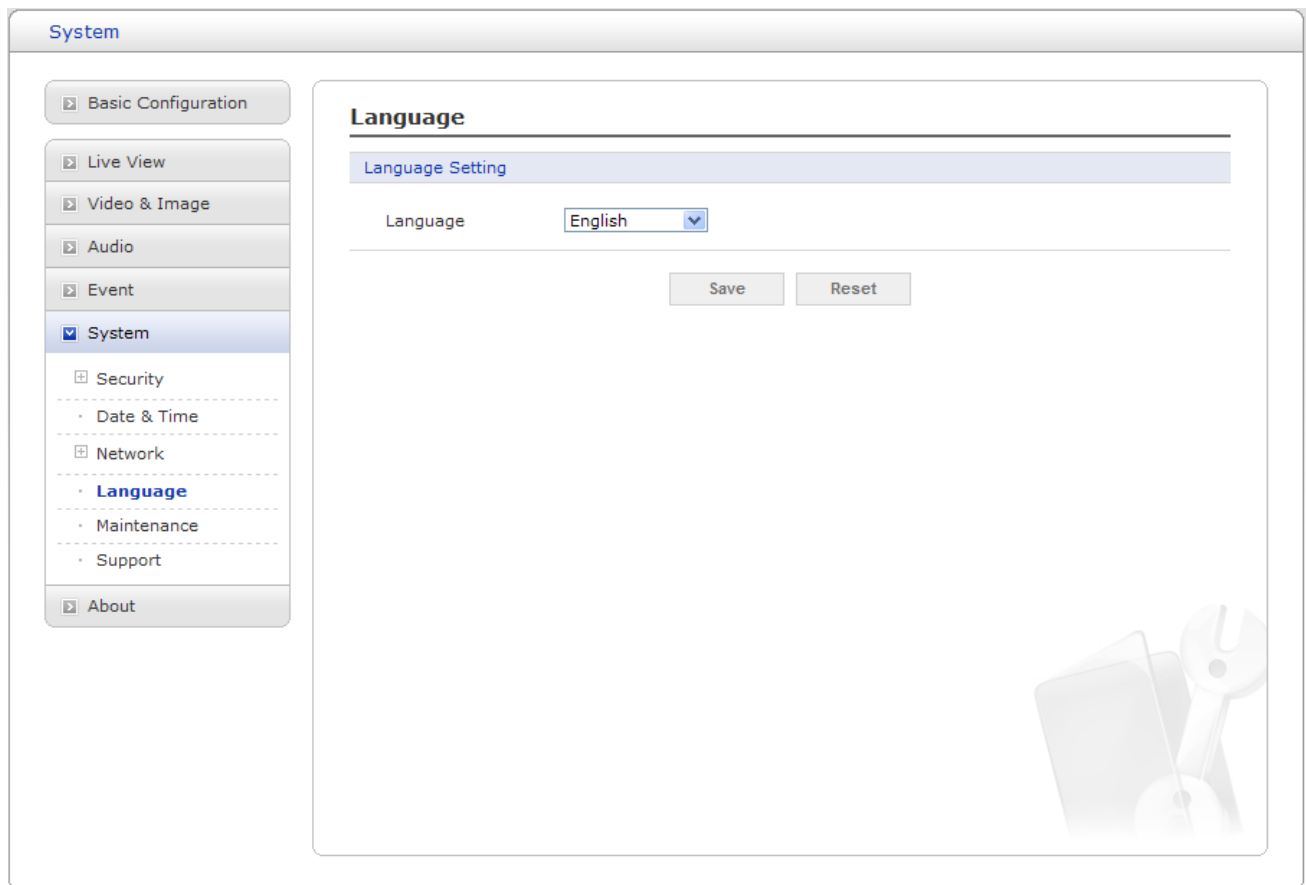 System
Basic Configuration
Live View
Video & Image
Audio
Event
System
Security
Date & Time
Network
Language
Maintenance
Support
About
Language
Language Setting
Language English
Save Reset